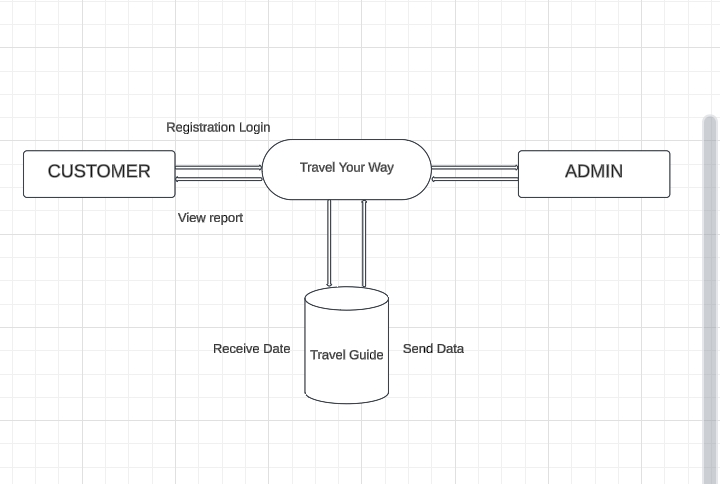 Registration Login
CUSTOMER
Travel Your Way
ADMIN
View report
Receive Date
Travel Guide
Send Data